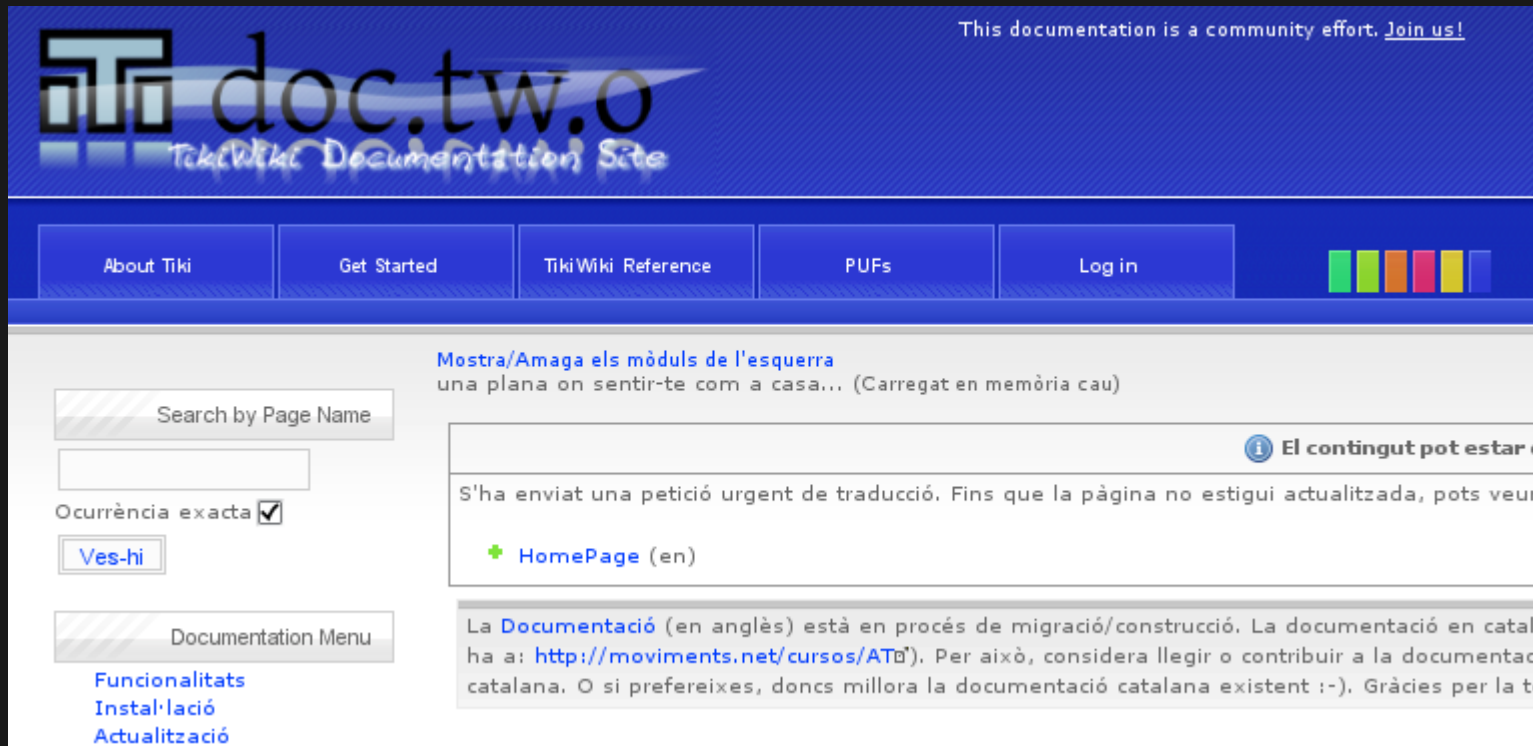 This documentation is a community effort. Join us!
doc.tw.o
TikiWiki Documentation Site
About Tiki
Get Started
TikiWiki Reference
PUFs
Log in
Mostra/Amaga els mòduls de l'esquerra
una plana on sentir-te com a casa... (Carregat en memòria cau)
Search by Page Name
Ocurrència exacta
Ves-hi
El contingut pot estar
S'ha enviat una petició urgent de traducció. Fins que la pàgina no estigui actualitzada, pots
HomePage (en)
La Documentació (en anglès) està en procés de migració/construcció. La documentació en
ha a: http://moviments.net/cursos/AT). Per això, considera llegir o contribuir a la
catalana. O si prefereixes, doncs millora la documentació catalana existent :-). Gràcies per la
Documentation Menu
Funcionalitats
Instal·lació
Actualització